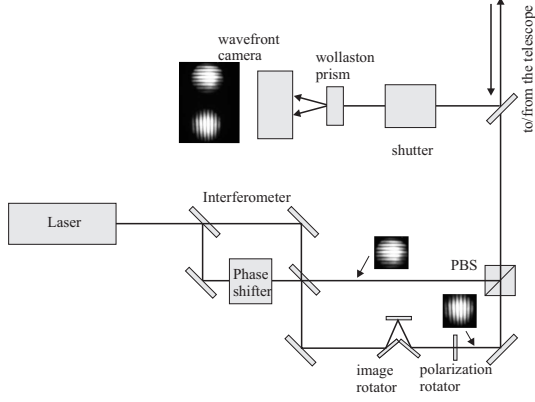 wavefront
camera
wollaston
prism
shutter
to/from the telescope
Laser
Interferometer
Phase
shifter
PBS
image
rotator
polarization
rotator